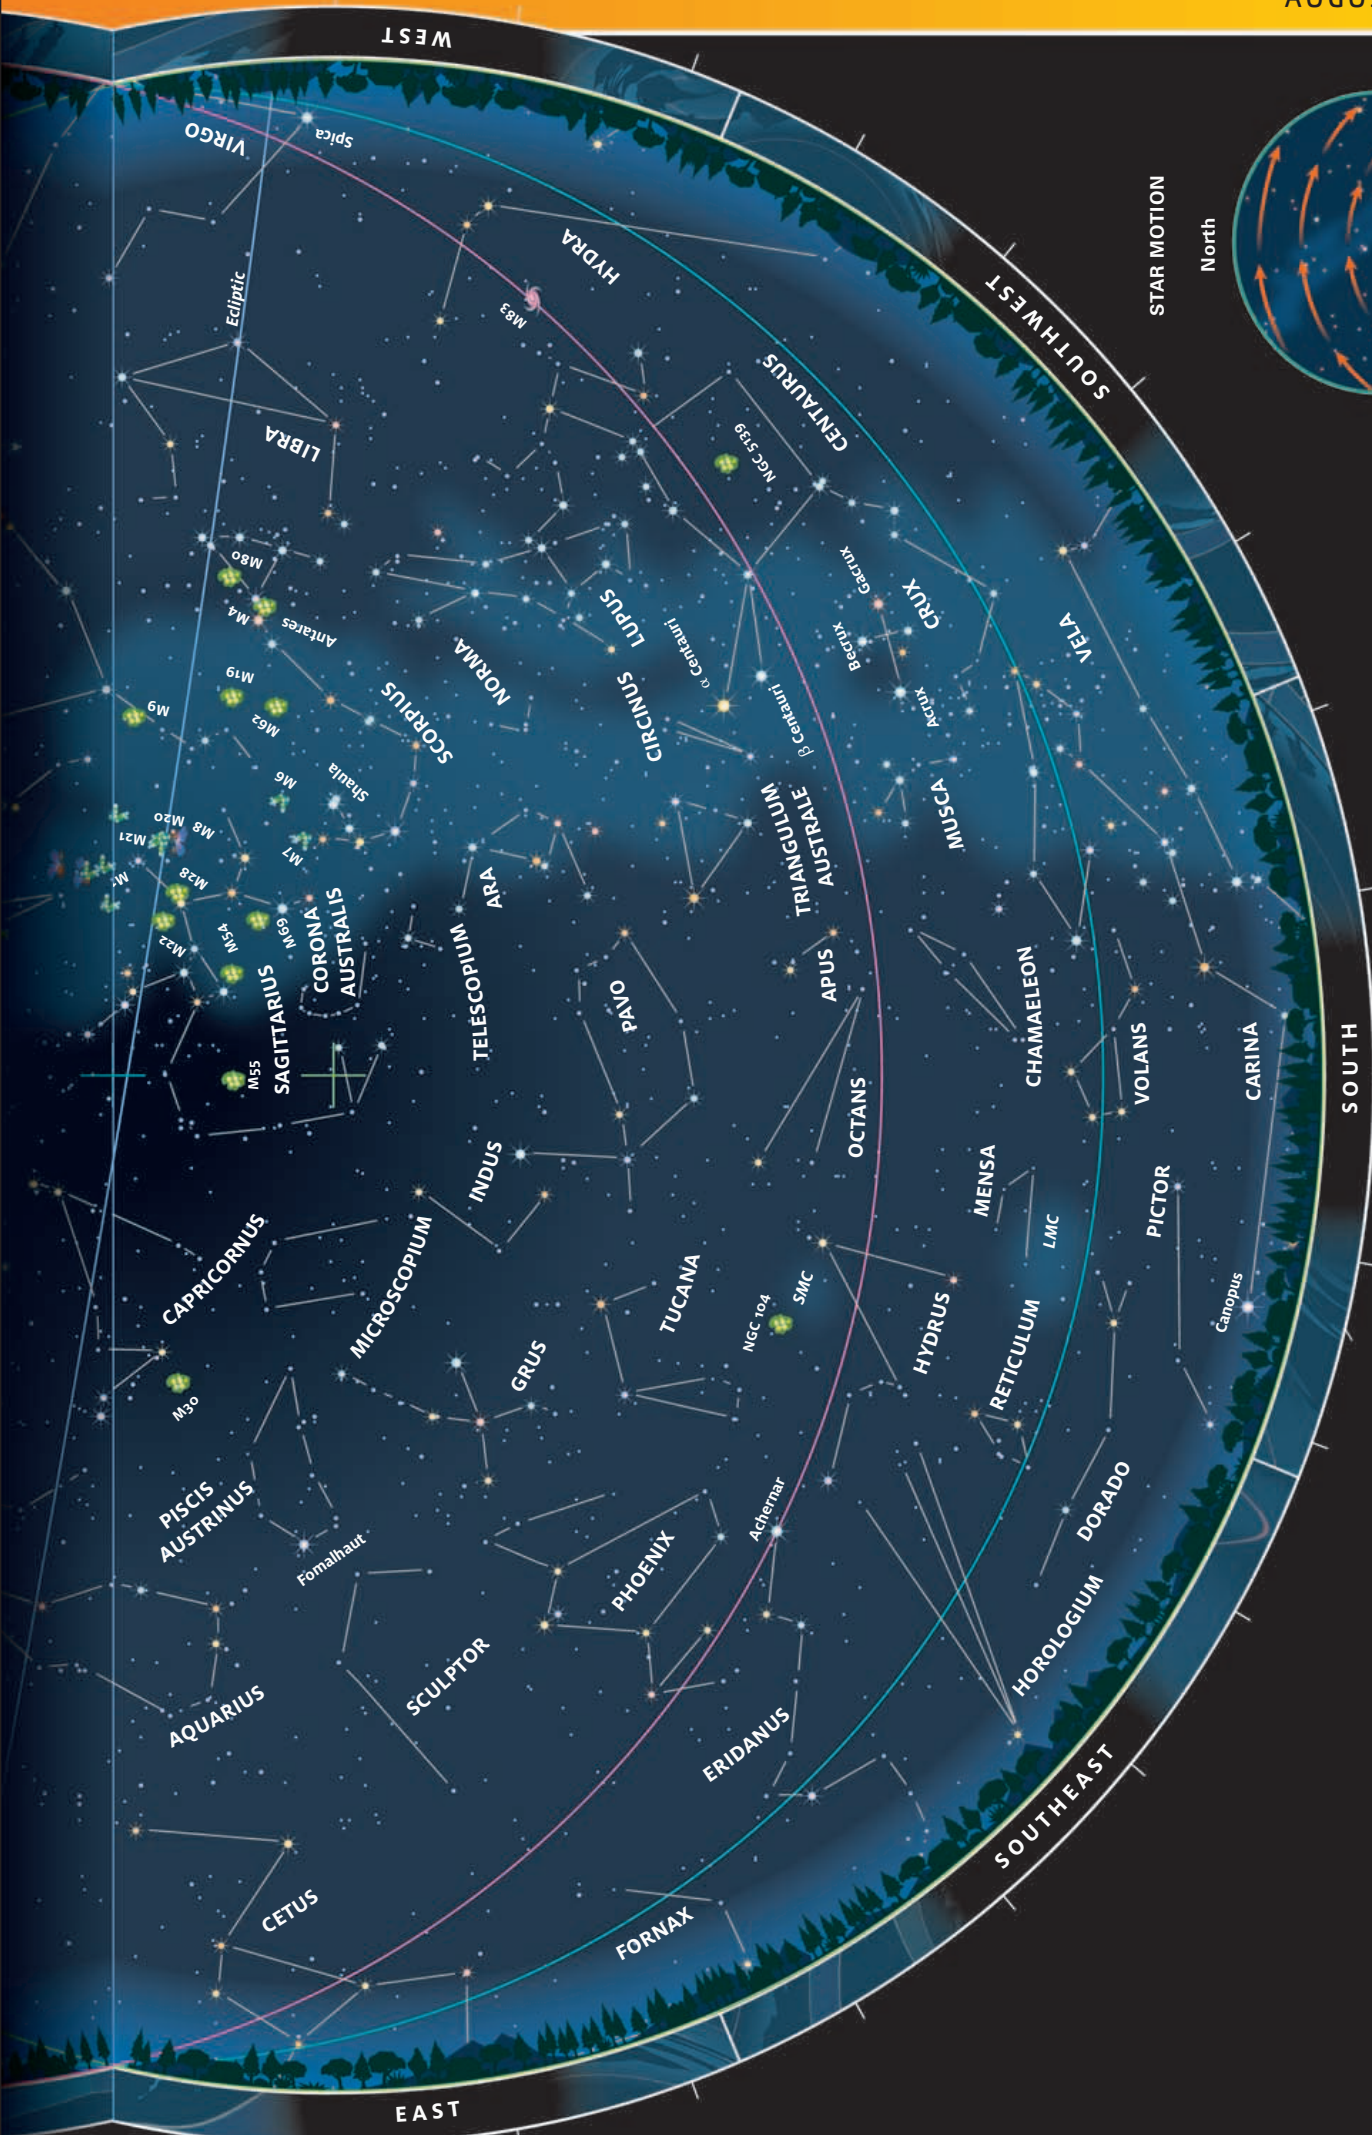 WEST
VIRGO
Spica
Ecliptic
HYDRA
M83
STAR MOTION
North
SOUTHWEST
CENTAURUS
NGC 5139
LIBRA
M80
M4
Antares
Gacrux
CRUX
Becrux
Acrux
VELA
LUPUS
α Centauri
β Centauri
NORMA
CIRCINUS
M19
M62
M9
SCORPIUS
Shaula
M6
M7
M20
M8
M21
M28
M22
M54
M69
MUSCA
TRIANGULUM
AUSTRALE
ARA
CORONA
AUSTRALIS
SAGITTARIUS
M55
TELESCOPIUM
PAVO
APUS
OCTANS
CHAMAELEON
VOLANS
CARINA
SOUTH
INDUS
MENSA
LMC
PICTOR
Canopus
CAPRICORNUS
MICROSCOPIUM
TUCANA
NGC 104
SMC
HYDRUS
RETICULUM
GRUS
M30
PISCIS
AUSTRINUS
Fomalhaut
Achernar
PHOENIX
DORADO
HOROLOGIUM
SCULPTOR
AQUARIUS
ERIDANUS
SOUTHEAST
CETUS
FORNAX
EAST